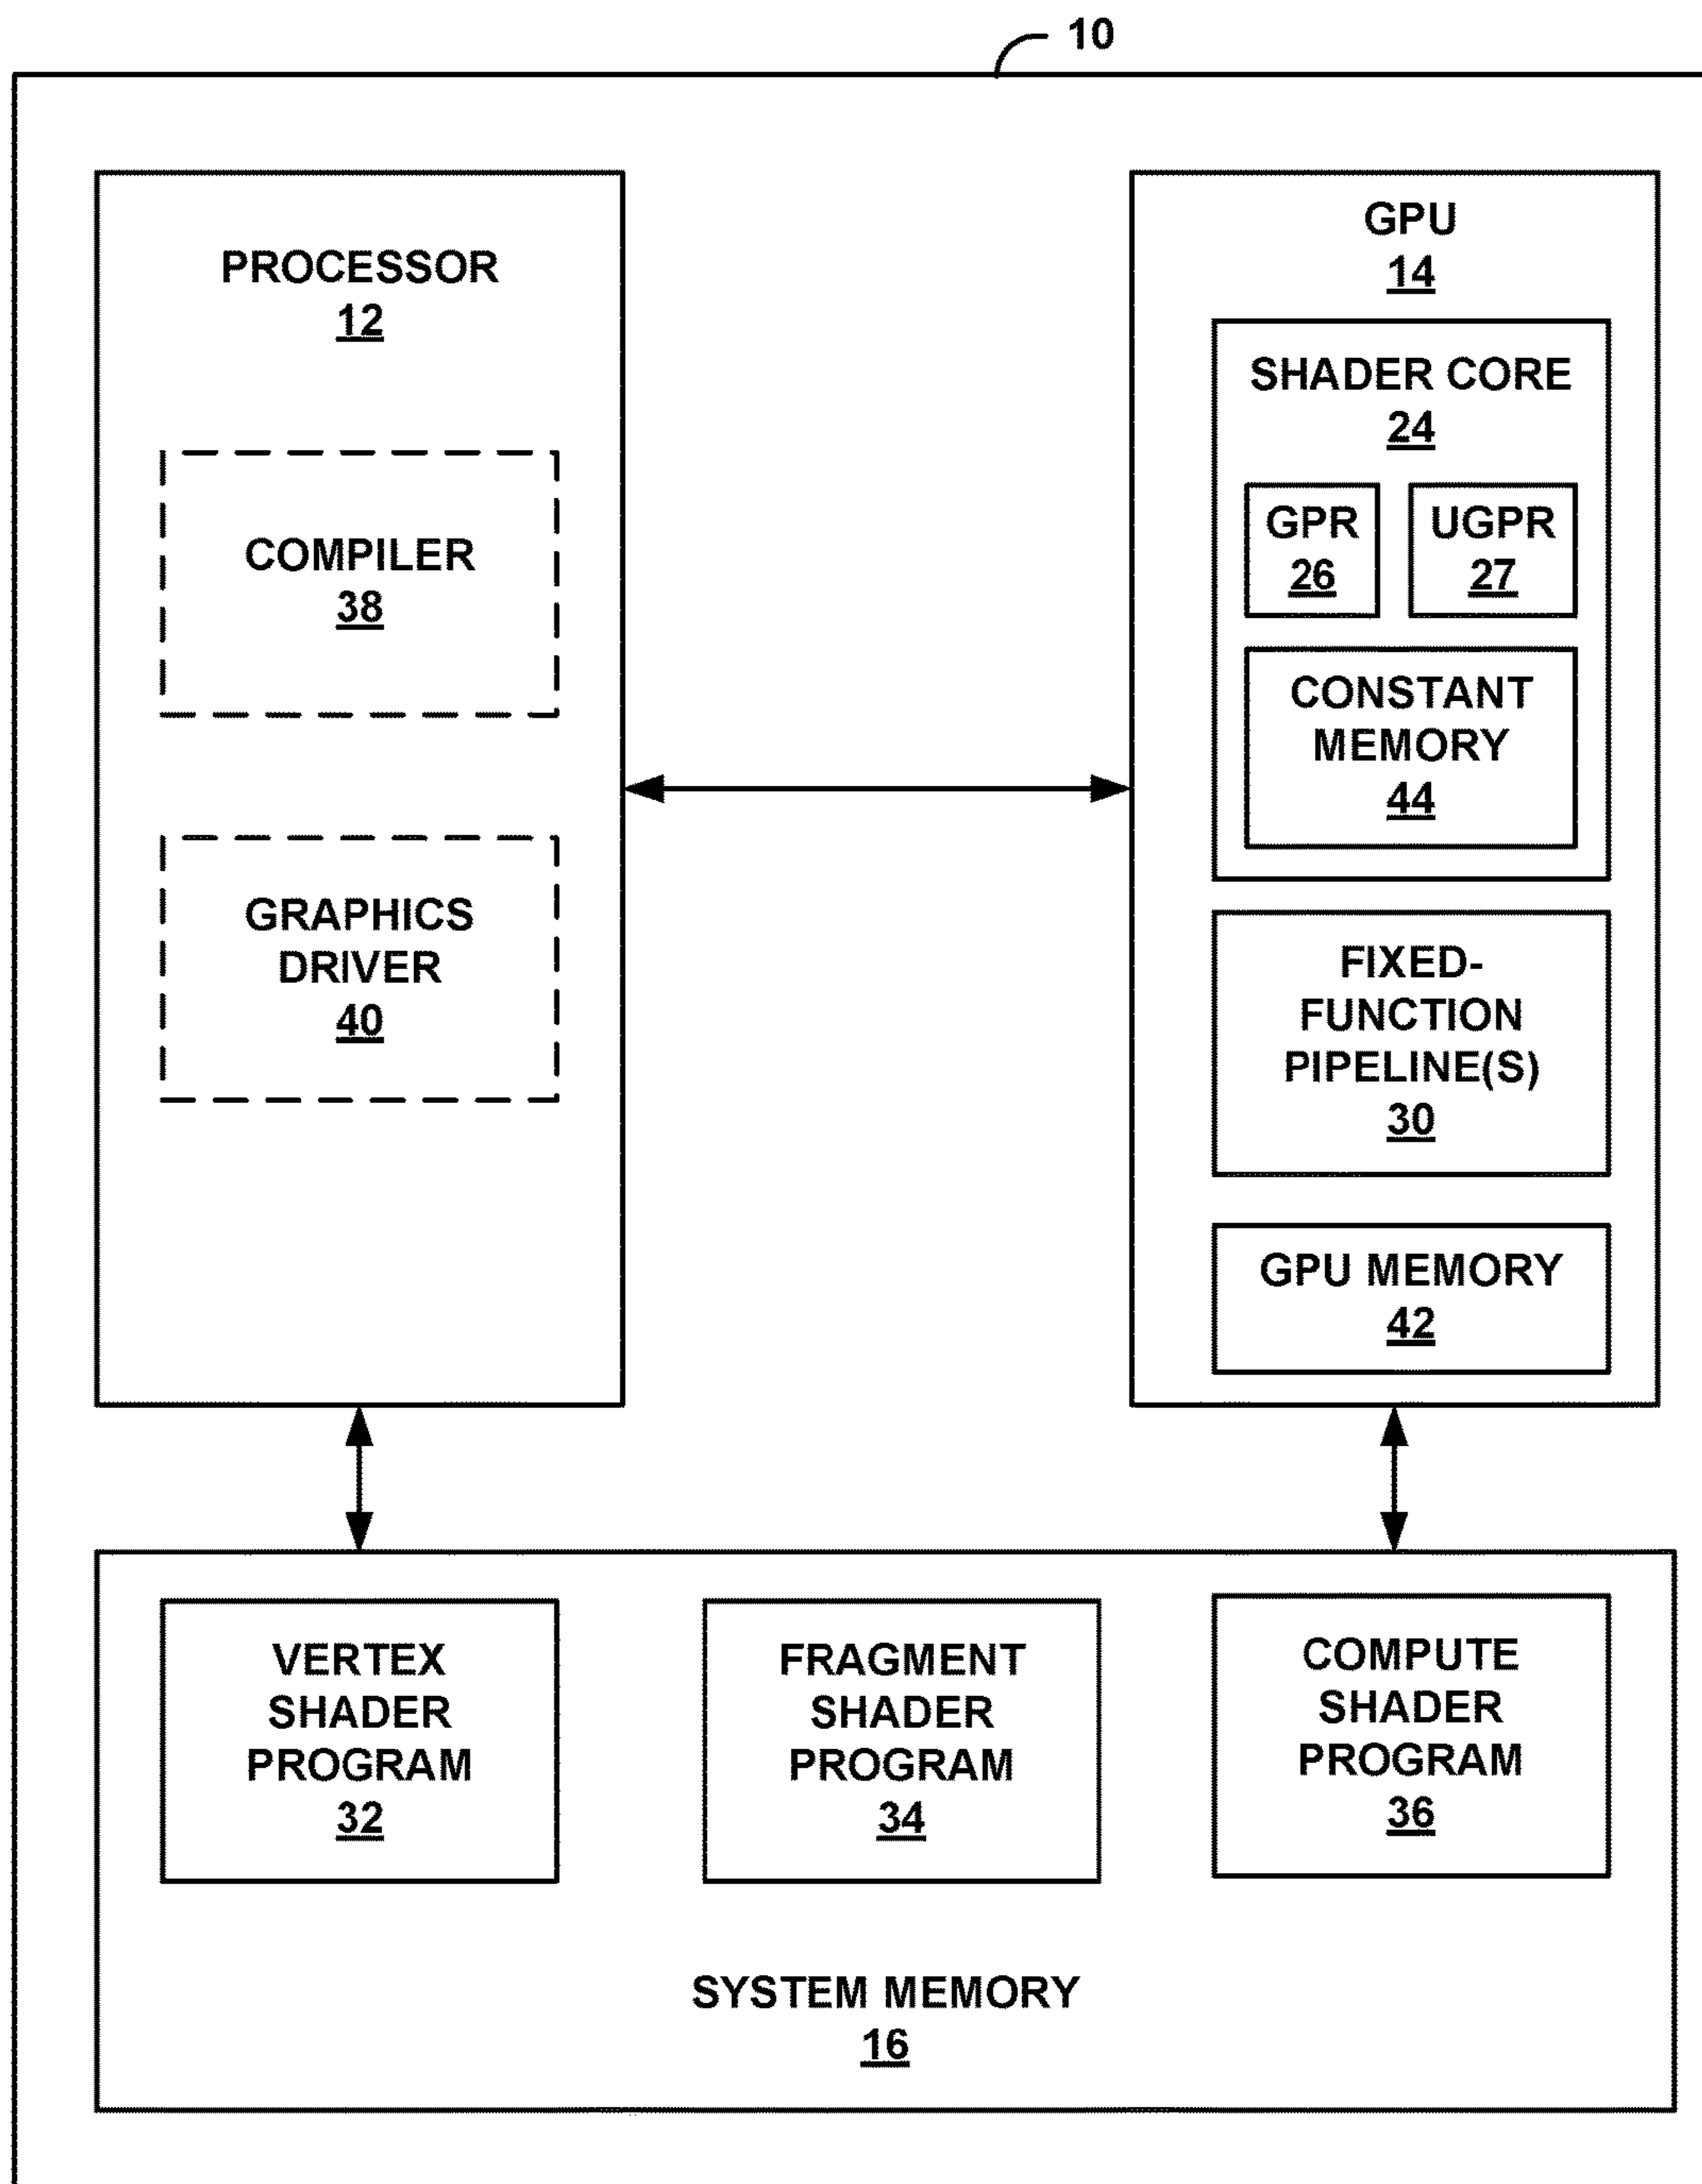 10
PROCESSOR
12
COMPILER
38
GRAPHICS
DRIVER
40
GPU
14
SHADER CORE
24
GPR
26
UGPR
27
CONSTANT
MEMORY
44
FIXED-
FUNCTION
PIPELINE(S)
30
GPU MEMORY
42
VERTEX
SHADER
PROGRAM
32
FRAGMENT
SHADER
PROGRAM
34
COMPUTE
SHADER
PROGRAM
36
SYSTEM MEMORY
16